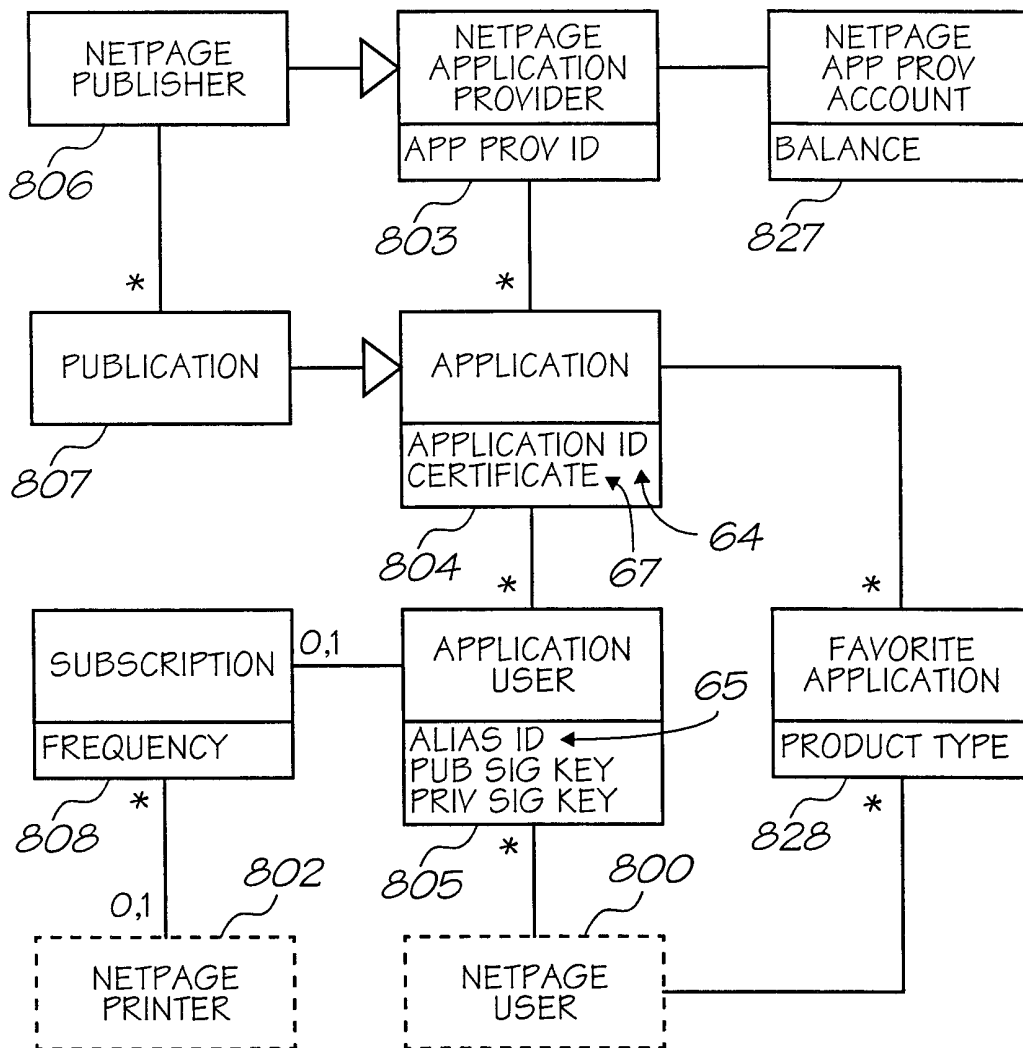 NETPAGE
PUBLISHER
NETPAGE
APPLICATION
PROVIDER
APP PROV ID
NETPAGE
APP PROV
ACCOUNT
BALANCE
806
803
827
*
*
PUBLICATION
APPLICATION
APPLICATION ID
CERTIFICATE
807
804
67
64
*
*
SUBSCRIPTION
FREQUENCY
0,1
APPLICATION
USER
ALIAS ID
PUB SIG KEY
PRIV SIG KEY
65
FAVORITE
APPLICATION
PRODUCT TYPE
808
*
805
*
828
*
802
800
0,1
NETPAGE
PRINTER
NETPAGE
USER